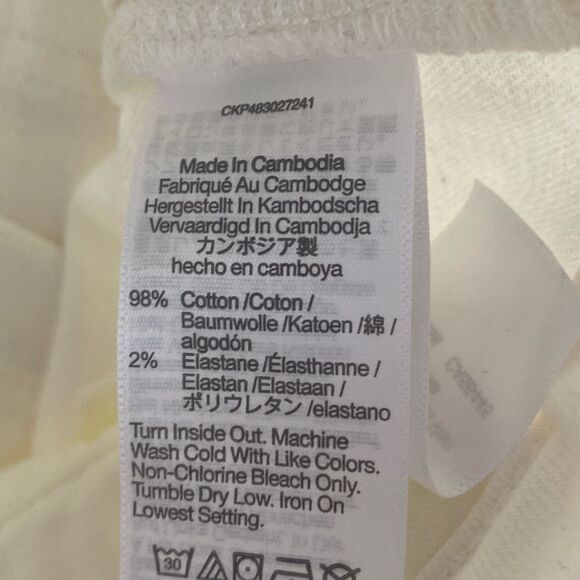 CKP483027241
Made In Cambodia
Fabriqué Au Cambodge
Hergestellt In Kambodscha
Vervaardigd In Cambodja
カンボジア製
hecho en camboya
98% Cotton /Coton /
Baumwolle /Katoen /綿 /
algodón
2% Elastane /Élasthanne /
Elastan /Elastaan /
ポリウレタン /elastano
Turn Inside Out. Machine
Wash Cold With Like Colors.
Non-Chlorine Bleach Only.
Tumble Dry Low. Iron On
Lowest Setting.
30